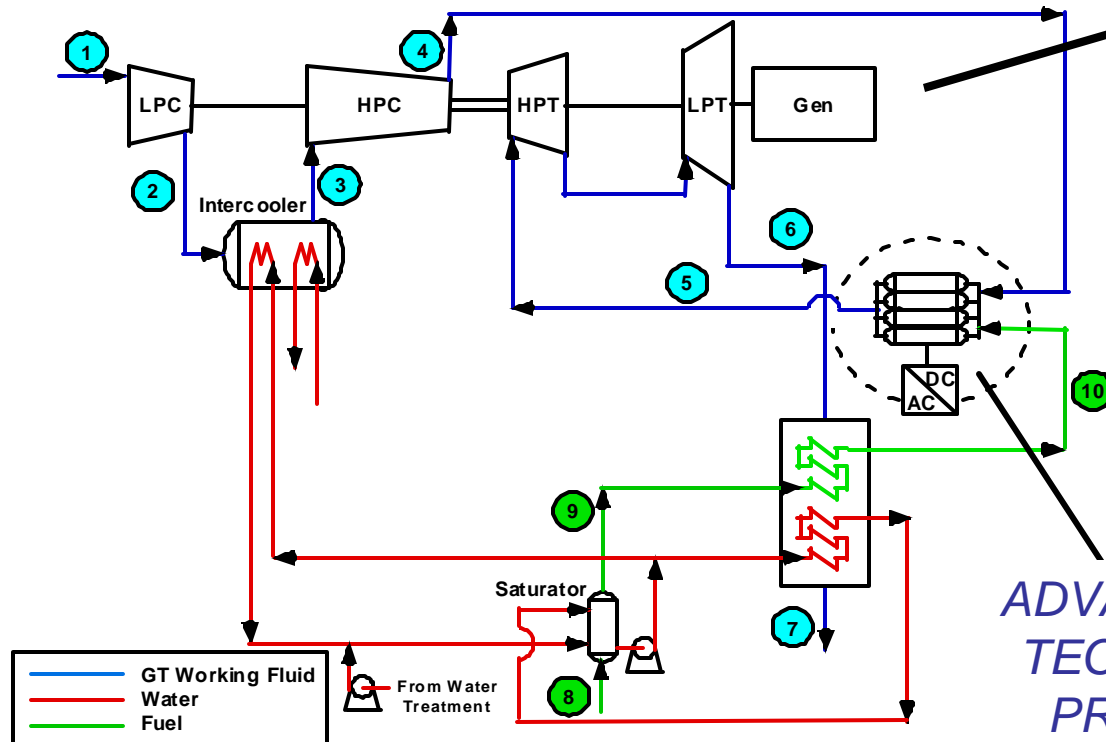 1
4
LPC
HPC
HPT
LPT
Gen
2
3
Intercooler
6
5
DC
AC
10
9
Saturator
7
8
From Water
Treatment
GT Working Fluid
Water
Fuel
ADVA
TEC
PR